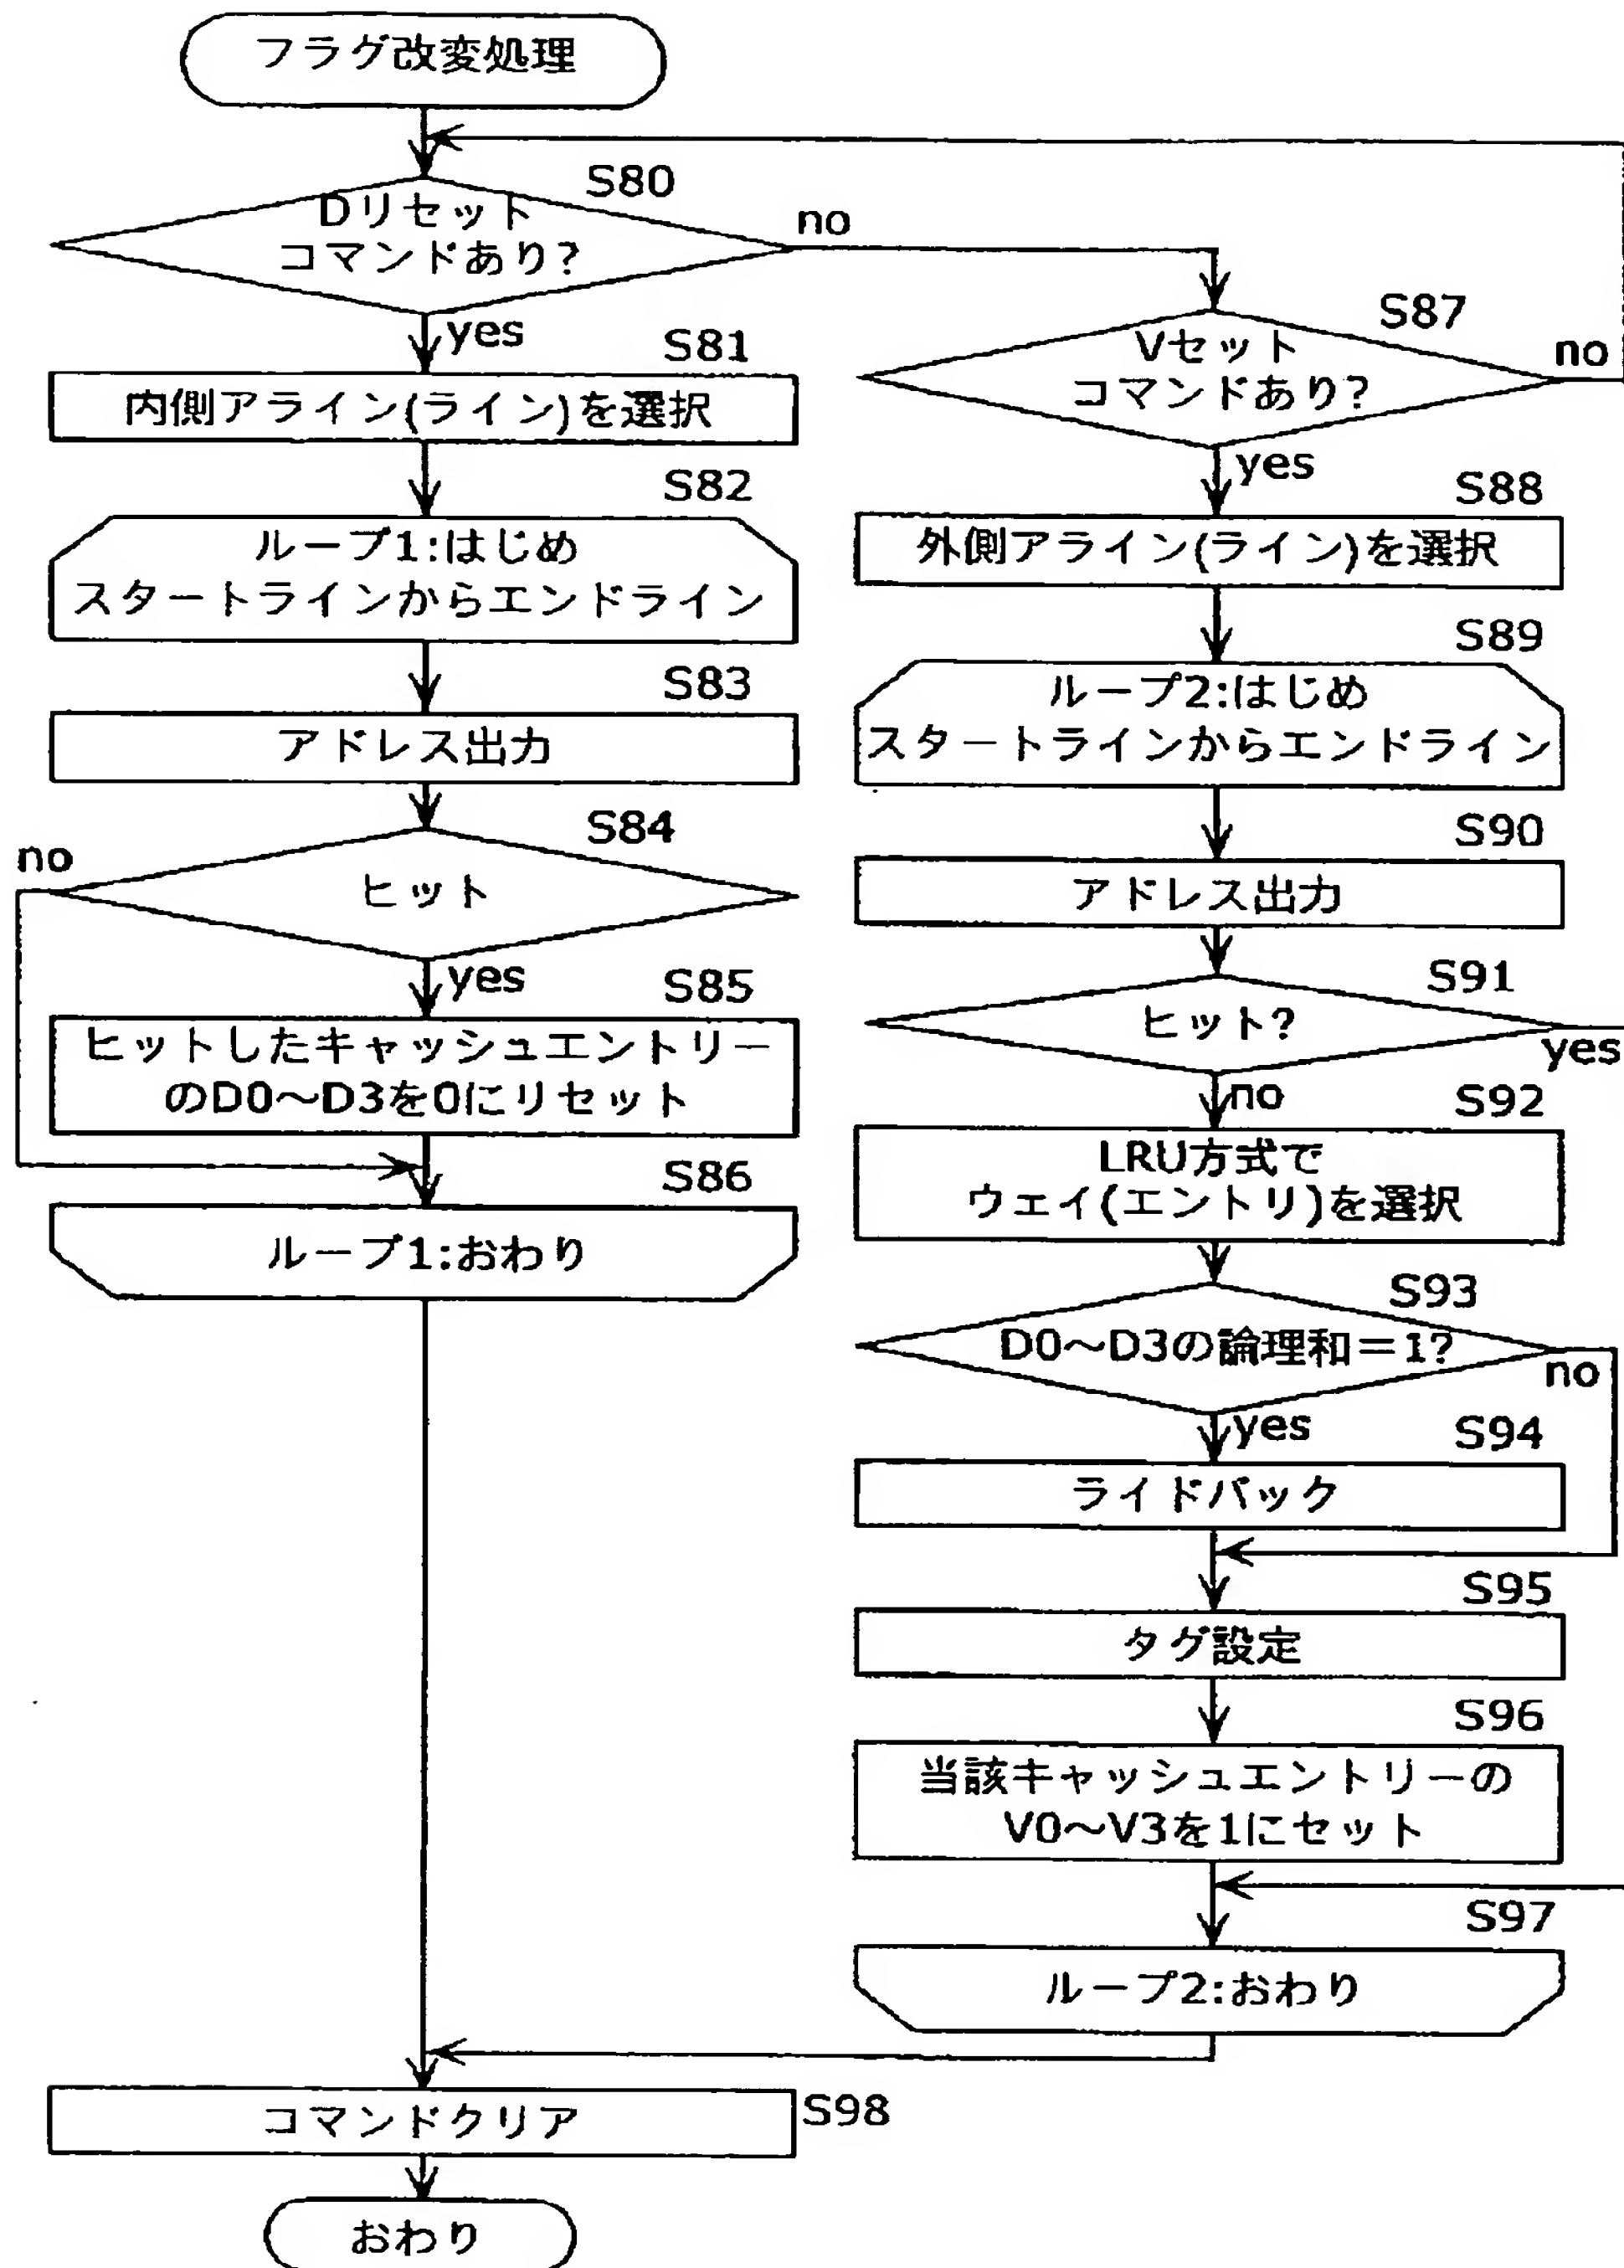 フラグ改変処理
S80
Dリセット
コマンドあり?
no
yes
S81
内側アライン(ライン)を選択
S82
ループ1:はじめ
スタートラインからエンドライン
S83
アドレス出力
S84
no
ヒット
yes
S85
ヒットしたキャッシュエントリー
のD0～D3を0にリセット
S86
ループ1:おわり
S87
Vセット
コマンドあり?
no
yes
S88
外側アライン(ライン)を選択
S89
ループ2:はじめ
スタートラインからエンドライン
S90
アドレス出力
S91
ヒット?
yes
no
S92
LRU方式で
ウェイ(エントリ)を選択
S93
D0～D3の論理和＝1?
no
yes
S94
ライドバック
S95
タグ設定
S96
当該キャッシュエントリーの
V0～V3を1にセット
S97
ループ2:おわり
コマンドクリア
S98
おわり